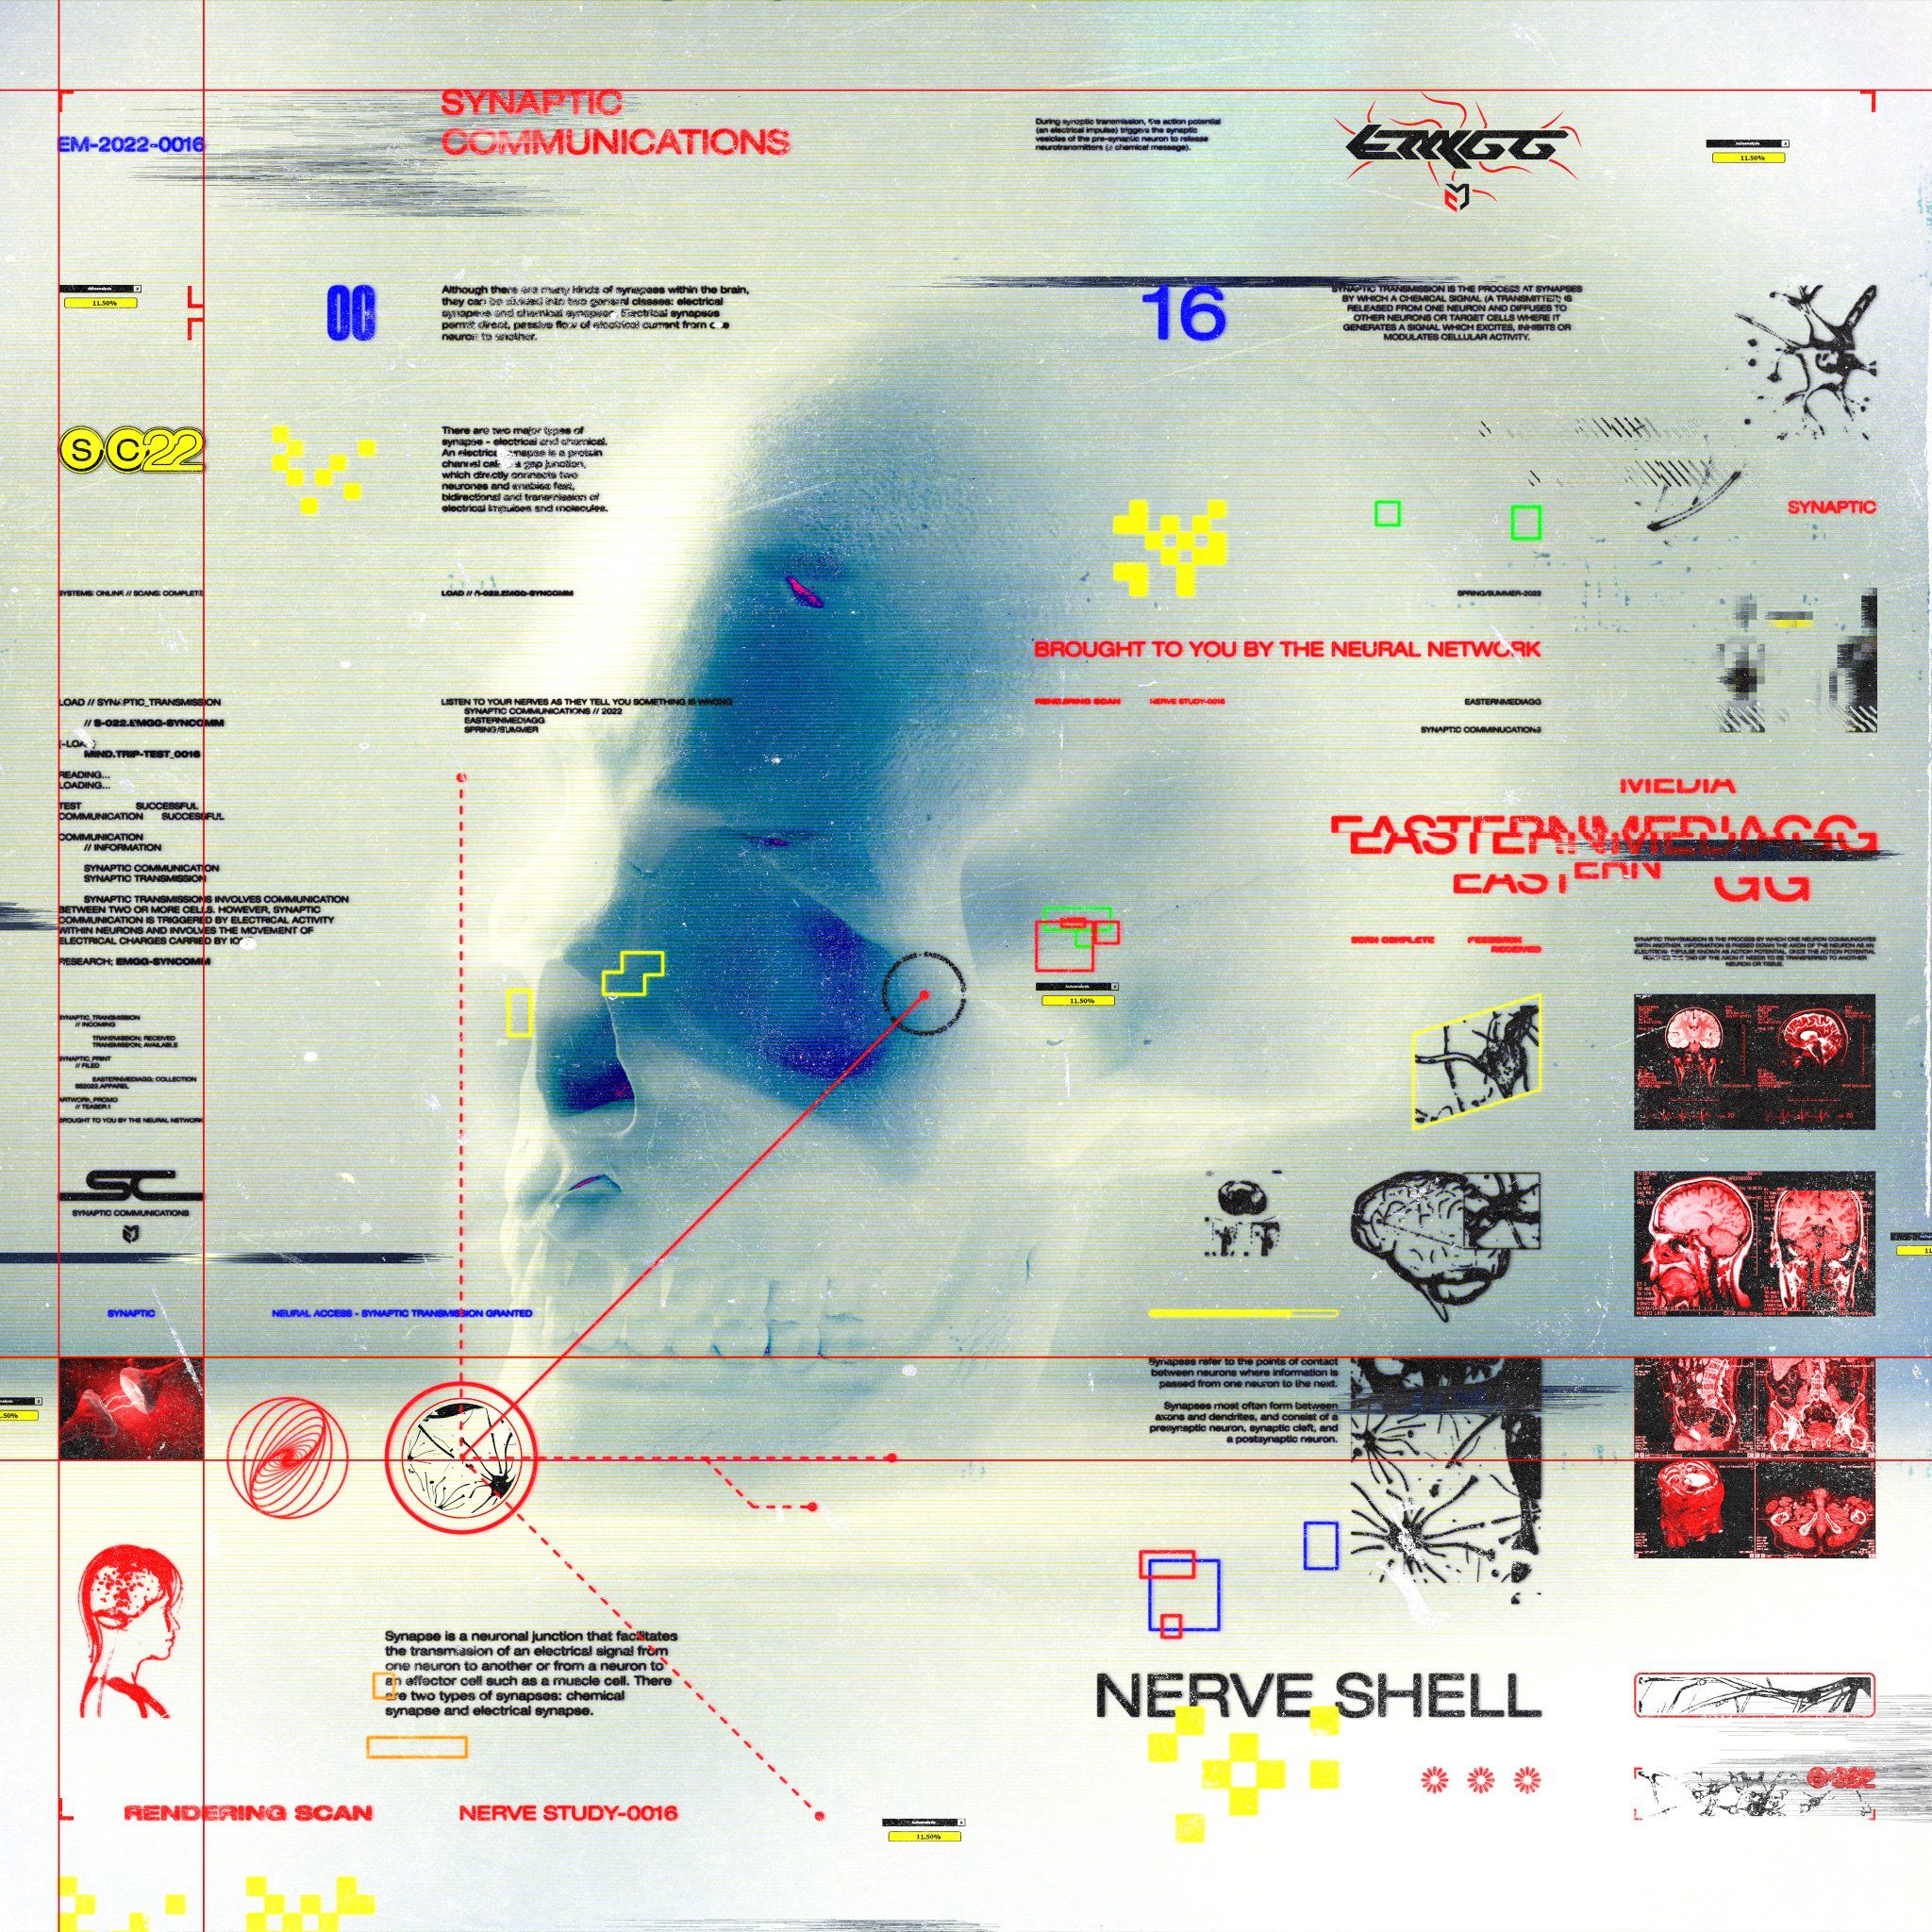 SYNAPTIC
COMMUNICATIONS
EM-2022-0016
During synaptic transmission, the action potential
(an electrical impulse) triggers the synaptic
vesicles of the pre-synaptic neuron to release
neurotransmitters (a chemical message).
EMGG
Autoanalysis
11.50%
Autoanalysis
11.50%
00
Although there are many kinds of synapses within the brain,
they can be divided into two general classes: electrical
synapses and chemical synapses. Electrical synapses
permit direct, passive flow of electrical current from one
neuron to another.
16
SYNAPTIC TRANSMISSION IS THE PROCESS AT SYNAPSES
BY WHICH A CHEMICAL SIGNAL (A TRANSMITTER) IS
RELEASED FROM ONE NEURON AND DIFFUSES TO
OTHER NEURONS OR TARGET CELLS WHERE IT
GENERATES A SIGNAL WHICH EXCITES, INHIBITS OR
MODULATES CELLULAR ACTIVITY.
SC22
There are two major types of
synapse - electrical and chemical.
An electrical synapse is a protein
channel called a gap junction,
which directly connects two
neurones and enables fast,
bidirectional and transmission of
electrical impulses and molecules.
SYNAPTIC
SYSTEMS: ONLINE // SCANS: COMPLETE
LOAD // S-022.EMGG-SYNCOMM
SPRING/SUMMER-2022
BROUGHT TO YOU BY THE NEURAL NETWORK
LOAD // SYNAPTIC_TRANSMISSION
// S-022.EMGG-SYNCOMM
MIND.TRIP-TEST_0016
READING...
LOADING...
TEST SUCCESSFUL
COMMUNICATION SUCCESSFUL
COMMUNICATION
// INFORMATION
SYNAPTIC COMMUNICATION
SYNAPTIC TRANSMISSION
SYNAPTIC TRANSMISSIONS INVOLVES COMMUNICATION
BETWEEN TWO OR MORE CELLS. HOWEVER, SYNAPTIC
COMMUNICATION IS TRIGGERED BY ELECTRICAL ACTIVITY
WITHIN NEURONS AND INVOLVES THE MOVEMENT OF
ELECTRICAL CHARGES CARRIED BY
RESEARCH; EMGG-SYNCOMM
LISTEN TO YOUR NERVES AS THEY TELL YOU SOMETHING IS WRONG
SYNAPTIC COMMUNICATIONS // 2022
EASTERNMEDIAGG
SPRING/SUMMER
RENDERING SCAN NERVE STUDY-0016
EASTERNMEDIAGG
SYNAPTIC COMMINUCATIONS
MEDIA
EASTERNMEDIAGG
EASTERN GG
SCAN COMPLETE FEEDBACK
RECEIVED
SYNAPTIC TRANSMISSION IS THE PROCESS BY WHICH ONE NEURON COMMUNICATES
WITH ANOTHER. INFORMATION IS PASSED DOWN THE AXON OF THE NEURON AS AN
ELECTRICAL IMPULSE KNOWN AS ACTION POTENTIAL. ONCE THE ACTION POTENTIAL
REACHES THE END OF THE AXON IT NEEDS TO BE TRANSFERRED TO ANOTHER
NEURON OR TISSUE.
Autoanalysis
11.50%
SYNAPTIC_TRANSMISSION
// INCOMING
TRANSMISSION; RECEIVED
TRANSMISSION; AVAILABLE
SYNAPTIC_PRINT
// FILED
EASTERNMEDIAGG; COLLECTION
SS2022 APPAREL
ARTWORK_PROMO
// TEASER.1
BROUGHT TO YOU BY THE NEURAL NETWORK
SC
SYNAPTIC COMMUNICATIONS
SYNAPTIC
NEURAL ACCESS - SYNAPTIC TRANSMISSION GRANTED
Synapses refer to the points of contact
between neurons where information is
passed from one neuron to the next.
Synapses most often form between
axons and dendrites, and consist of a
presynaptic neuron, synaptic cleft, and
a postsynaptic neuron.
Synapse is a neuronal junction that facilitates
the transmission of an electrical signal from
one neuron to another or from a neuron to
an effector cell such as a muscle cell. There
are two types of synapses: chemical
synapse and electrical synapse.
NERVE SHELL
RENDERING SCAN
NERVE STUDY-0016
Autoanalysis
11.50%